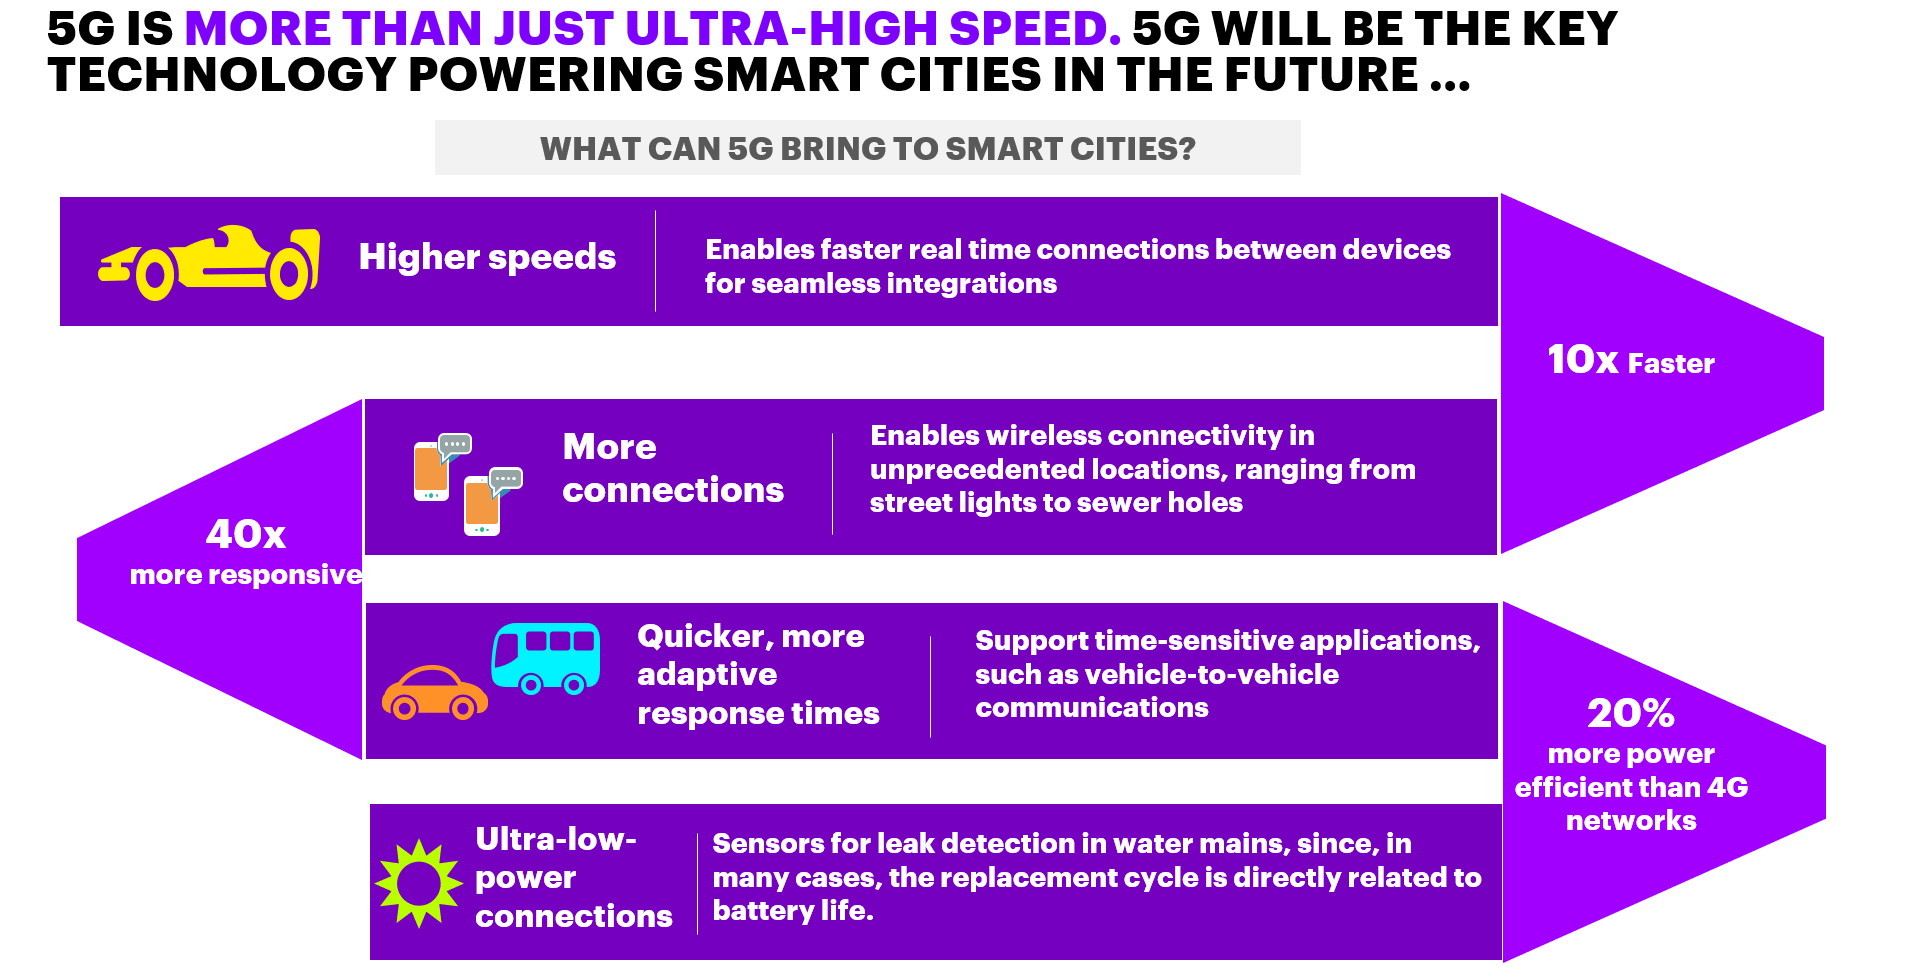 5G IS MORE THAN JUST ULTRA-HIGH SPEED. 5G WILL BE THE KEY
TECHNOLOGY POWERING SMART CITIES IN THE FUTURE ...
WHAT CAN 5G BRING TO SMART CITIES?
Higher speeds
Enables faster real time connections between devices
for seamless integrations
10x Faster
More
connections
Enables wireless connectivity in
unprecedented locations, ranging from
street lights to sewer holes
40x
more responsive
Quicker, more
adaptive
response times
Support time-sensitive applications,
such as vehicle-to-vehicle
communications
20%
more power
efficient than 4G
networks
Ultra-low-
power
connections
Sensors for leak detection in water mains, since, in
many cases, the replacement cycle is directly related to
battery life.